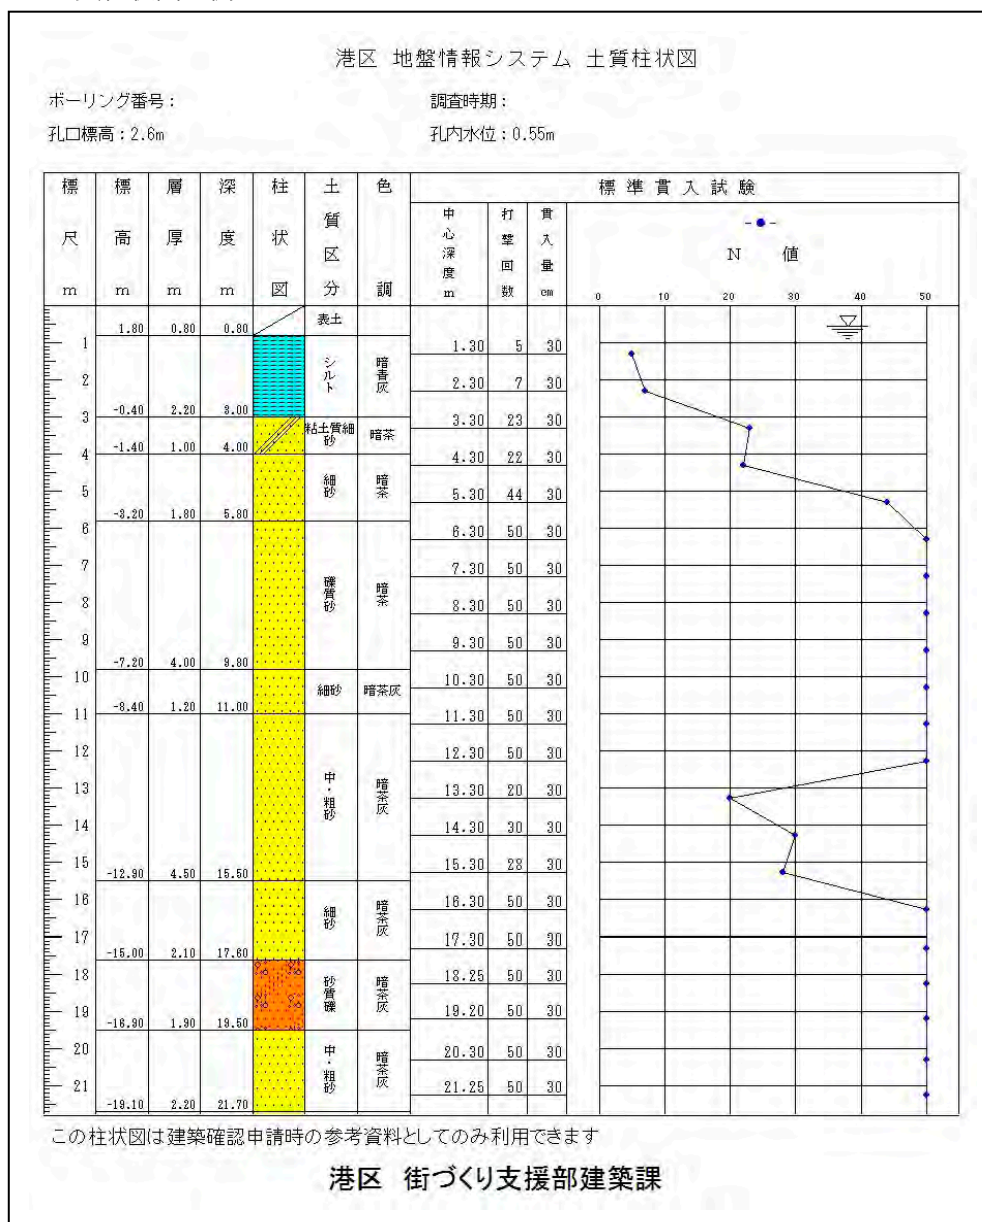 港区 地盤情報システム 土質柱状図
ボーリング番号：
調査時期：
孔口標高：2.6m
孔内水位：0.55m
標尺 m
標高 m
層厚 m
深度 m
柱状図
土質区分
色調
標準貫入試験
中心深度 m
打撃回数
貫入量 cm
N 値
0 10 20 30 40 50
1.80 0.80 0.80 表土
1 1.30 5 30
シルト 暗青灰
2 2.30 7 30
-0.40 2.20 3.00
3 3.30 23 30
粘土質細砂 暗茶
-1.40 1.00 4.00
4 4.30 22 30
細砂 暗茶
5 5.30 44 30
-3.20 1.80 5.80
6 6.30 50 30
7 7.30 50 30
礫質砂 暗茶
8 8.30 50 30
9 9.30 50 30
-7.20 4.00 9.80
10 10.30 50 30
細砂 暗茶灰
-8.40 1.20 11.00
11 11.30 50 30
12 12.30 50 30
中・粗砂 暗茶灰
13 13.30 20 30
14 14.30 30 30
15 15.30 28 30
-12.90 4.50 15.50
16 16.30 50 30
細砂 暗茶灰
17 17.30 50 30
-15.00 2.10 17.60
18 18.25 50 30
砂質礫 暗茶灰
19 19.20 50 30
-16.90 1.90 19.50
20 20.30 50 30
中・粗砂 暗茶灰
21 21.25 50 30
-19.10 2.20 21.70
この柱状図は建築確認申請時の参考資料としてのみ利用できます
港区 街づくり支援部建築課